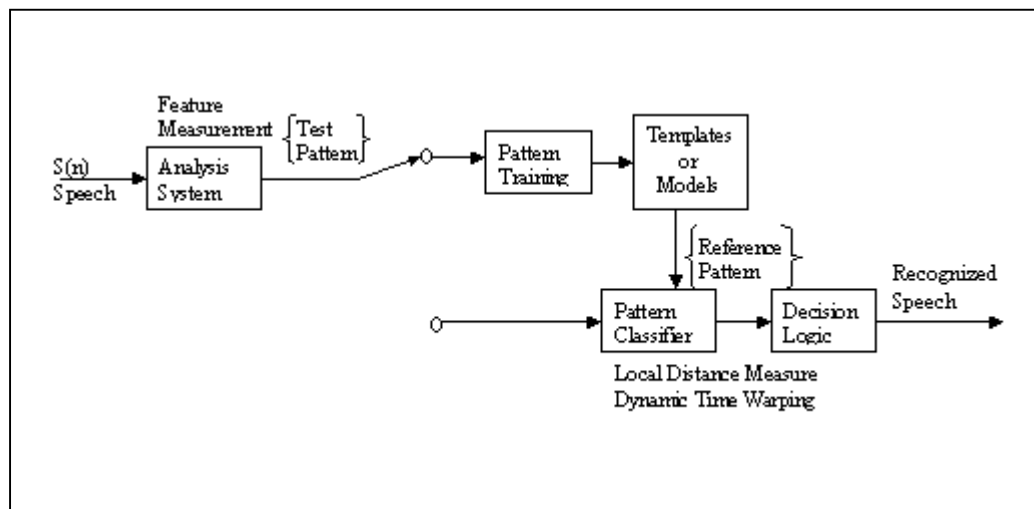 Feature
Measurement
Test
Pattern
S(n)
Speech
Analysis
System
Pattern
Training
Templates
or
Models
Reference
Pattern
Pattern
Classifier
Decision
Logic
Recognized
Speech
Local Distance Measure
Dynamic Time Warping